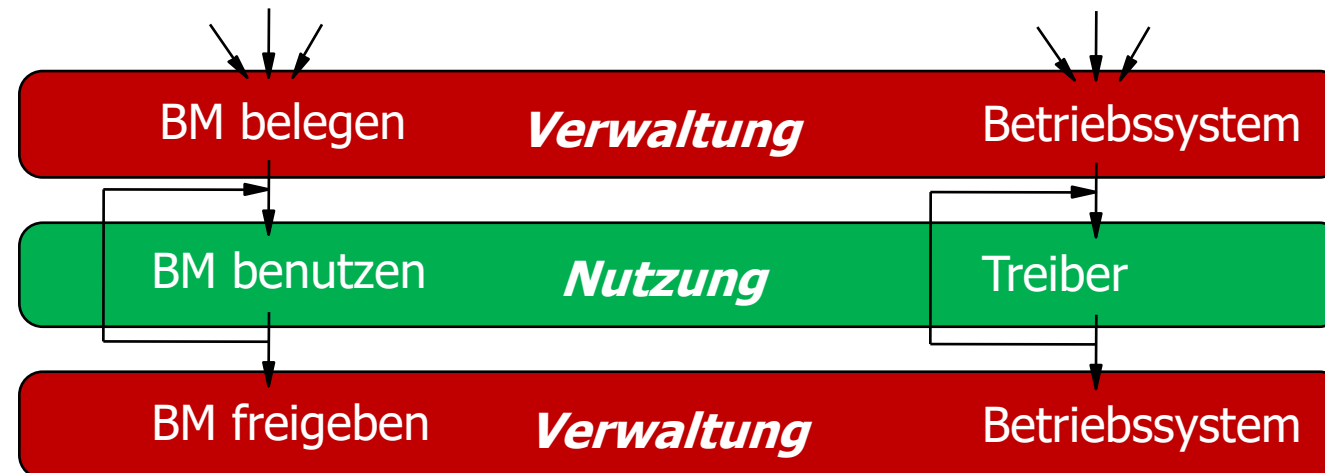 BM belegen Verwaltung Betriebssystem
BM benutzen Nutzung Treiber
BM freigeben Verwaltung Betriebssystem